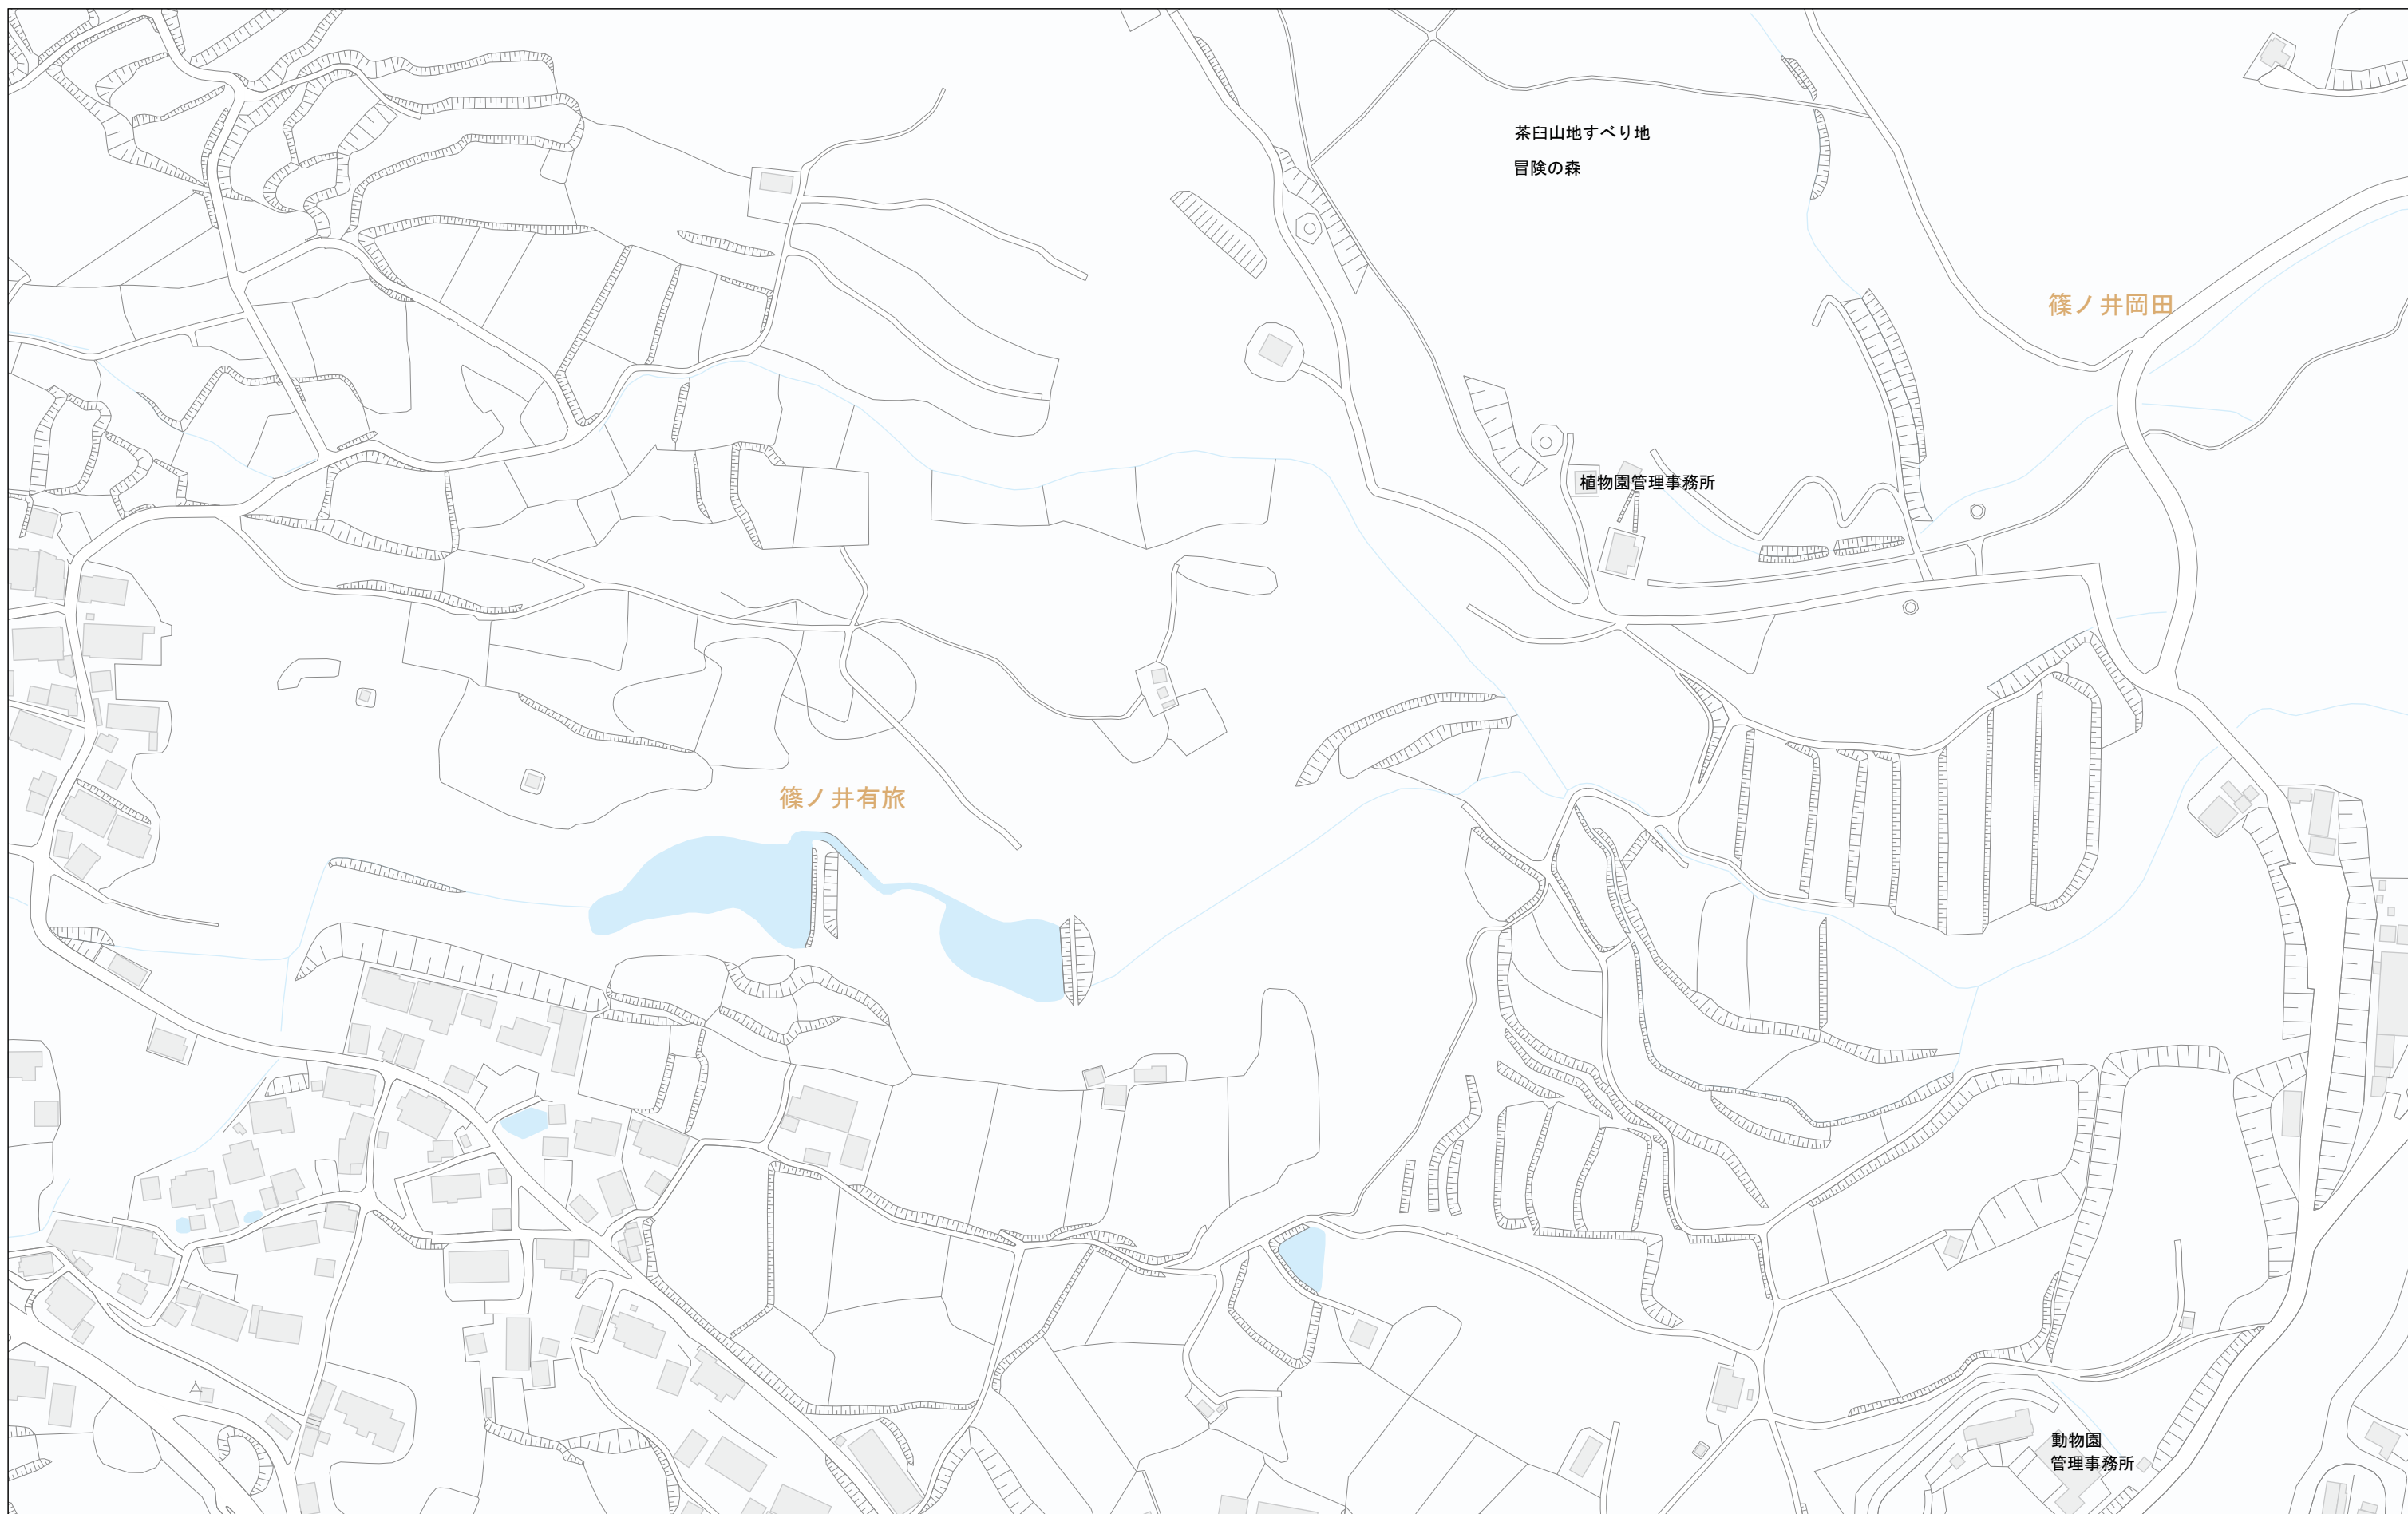 茶臼山地すべり地
冒険の森
篠ノ井岡田
植物園管理事務所
篠ノ井有旅
動物園
管理事務所